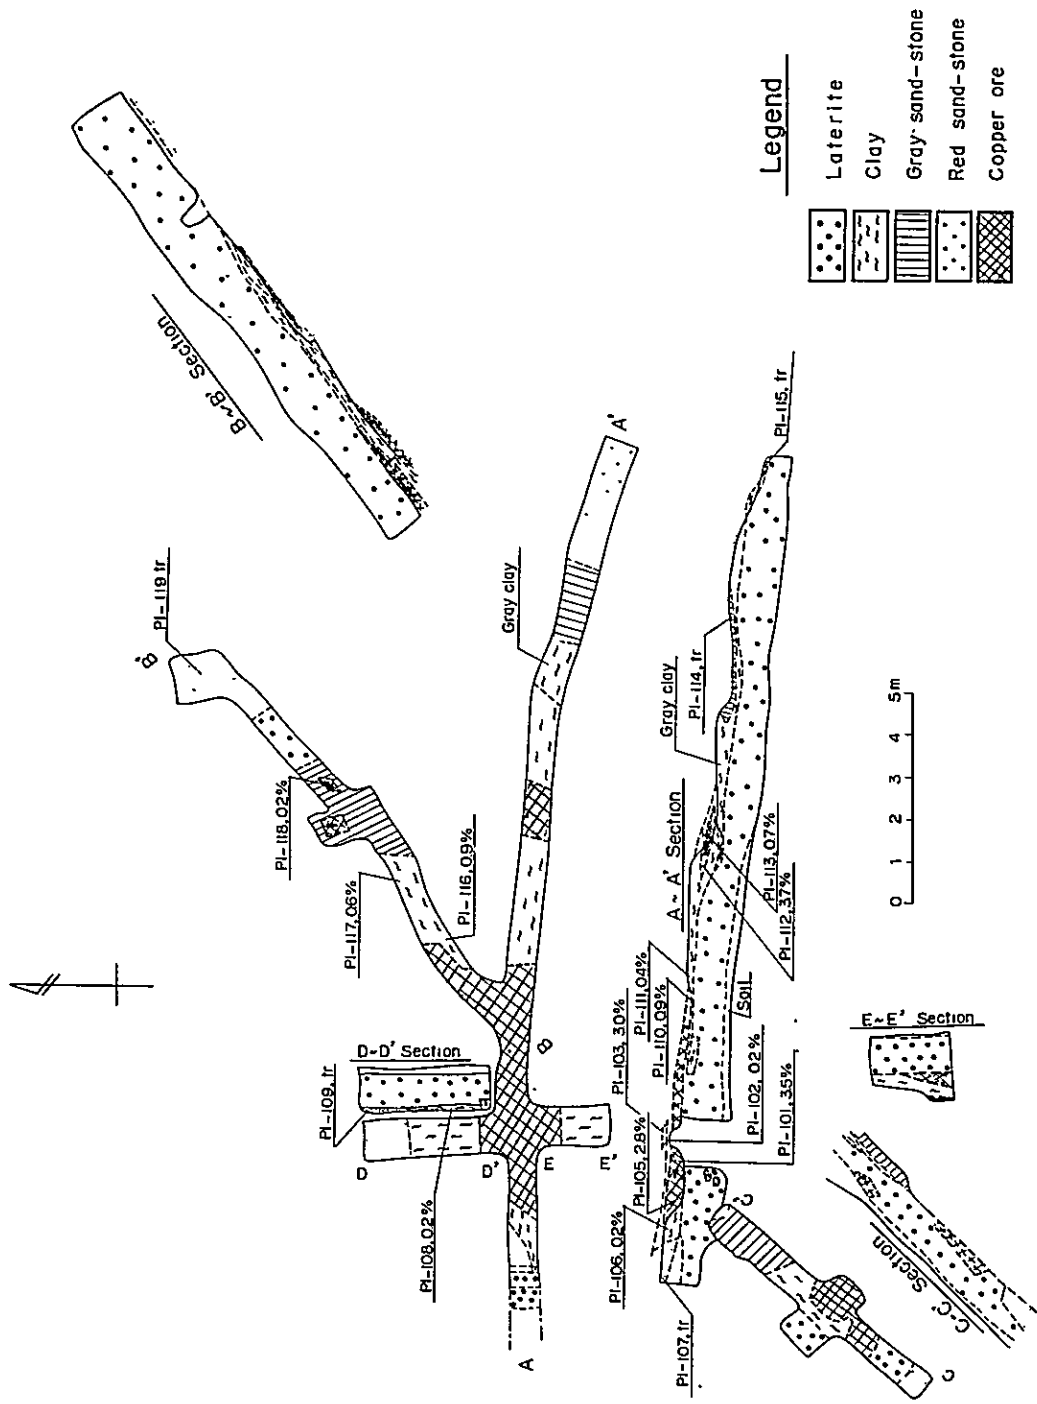 B~B' Section
Legend
Laterite
Clay
Gray sand-stone
Red sand-stone
Copper ore
PI-119 tr
B'
PI-118,02%
PI-117,06%
PI-116,09%
Gray clay
A'
D~D' Section
PI-109, tr
E
B
D
D'
E
E'
PI-108,02%
A
Gray clay
PI-114, tr
PI-115, tr
A ~ A' Section
PI-113,07%
PI-112,37%
PI-111,04%
PI-110,09%
PI-103,30%
Soil
PI-102, 02%
PI-101,35%
PI-105,28%
PI-106,02%
PI-107, tr
0 1 2 3 4 5m
E~E' Section
C'
C
C-C'
Section